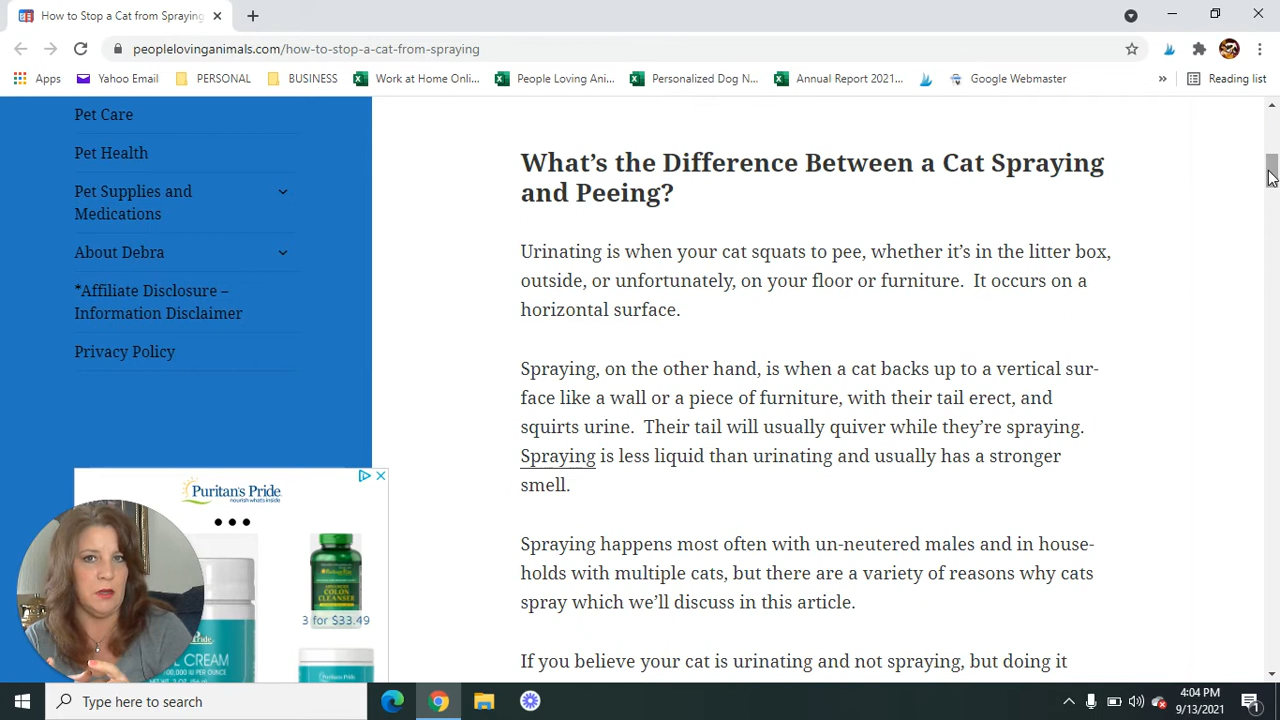 How to Stop a Cat from Spraying
peoplelovinganimals.com/how-to-stop-a-cat-from-spraying
Apps
Yahoo Email
PERSONAL
BUSINESS
Work at Home Onli...
People Loving Ani...
Personalized Dog N...
Annual Report 2021...
Google Webmaster
»
Reading list
Pet Care
Pet Health
Pet Supplies and
Medications
About Debra
*Affiliate Disclosure –
Information Disclaimer
Privacy Policy
Puritan's Pride
nourish what's inside
COLON
CLEANSER
3 for $33.49
CREAM
What's the Difference Between a Cat Spraying
and Peeing?
Urinating is when your cat squats to pee, whether it's in the litter box,
outside, or unfortunately, on your floor or furniture. It occurs on a
horizontal surface.
Spraying, on the other hand, is when a cat backs up to a vertical sur-
face like a wall or a piece of furniture, with their tail erect, and
squirts urine. Their tail will usually quiver while they're spraying.
Spraying is less liquid than urinating and usually has a stronger
smell.
Spraying happens most often with un-neutered males and in house-
holds with multiple cats, but there are a variety of reasons why cats
spray which we'll discuss in this article.
If you believe your cat is urinating and not spraying, but doing it
Type here to search
4:04 PM
9/13/2021
1